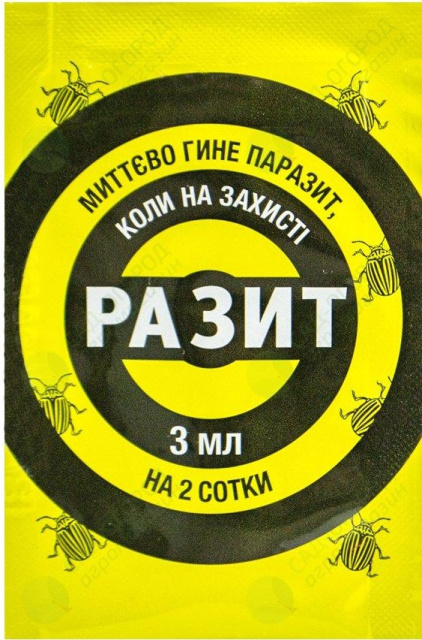 МИТТЄВО ГИНЕ ПАРАЗИТ,
КОЛИ НА ЗАХИСТІ
РАЗИТ
3 МЛ
НА 2 СОТКИ